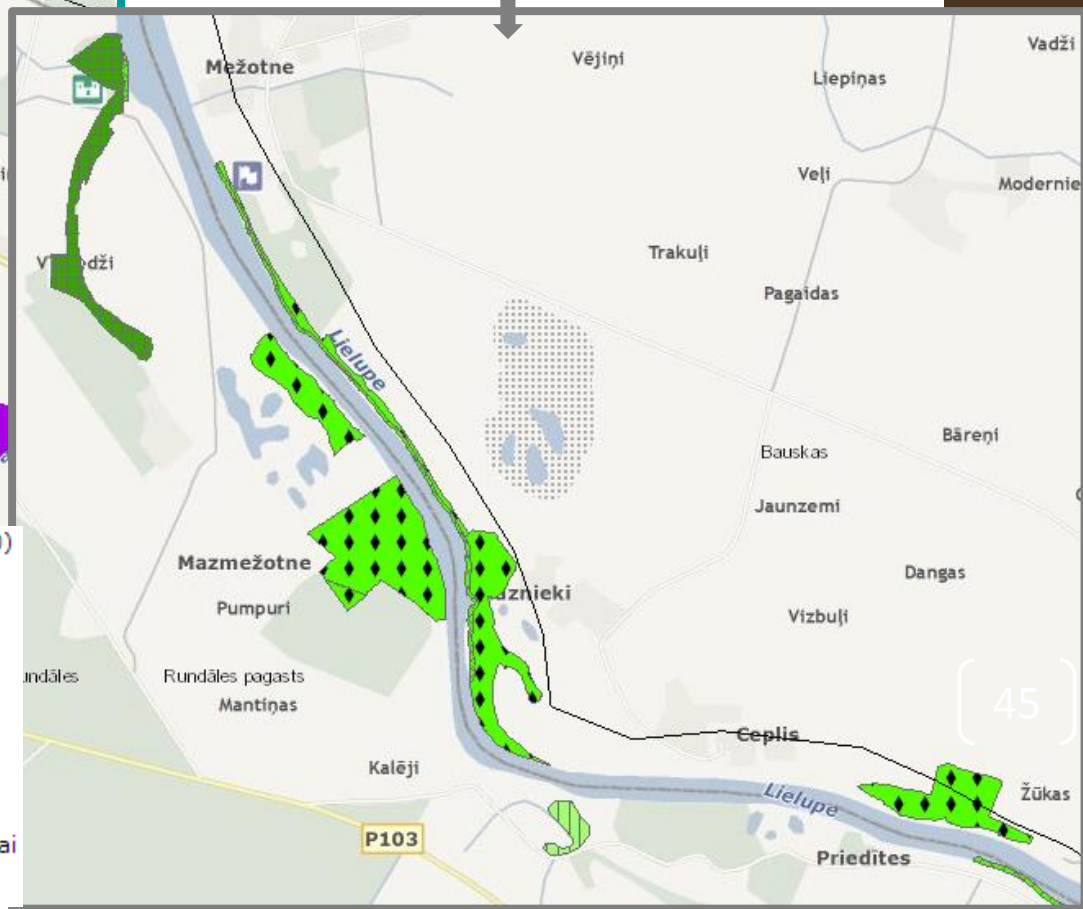 Mežotne
Vējiņi
Vadži
Liepiņas
Veļi
Modernie
Trakuļi
Pagaidas
Lielupe
Bāreņi
Bauskas
Jaunzemi
Mazmežotne
Dangas
Pumpuri
Vizbuļi
Rundāles pagasts
Mantiņas
45
Ceplis
Kalēji
Lielupe
Žūkas
P103
Priedītes